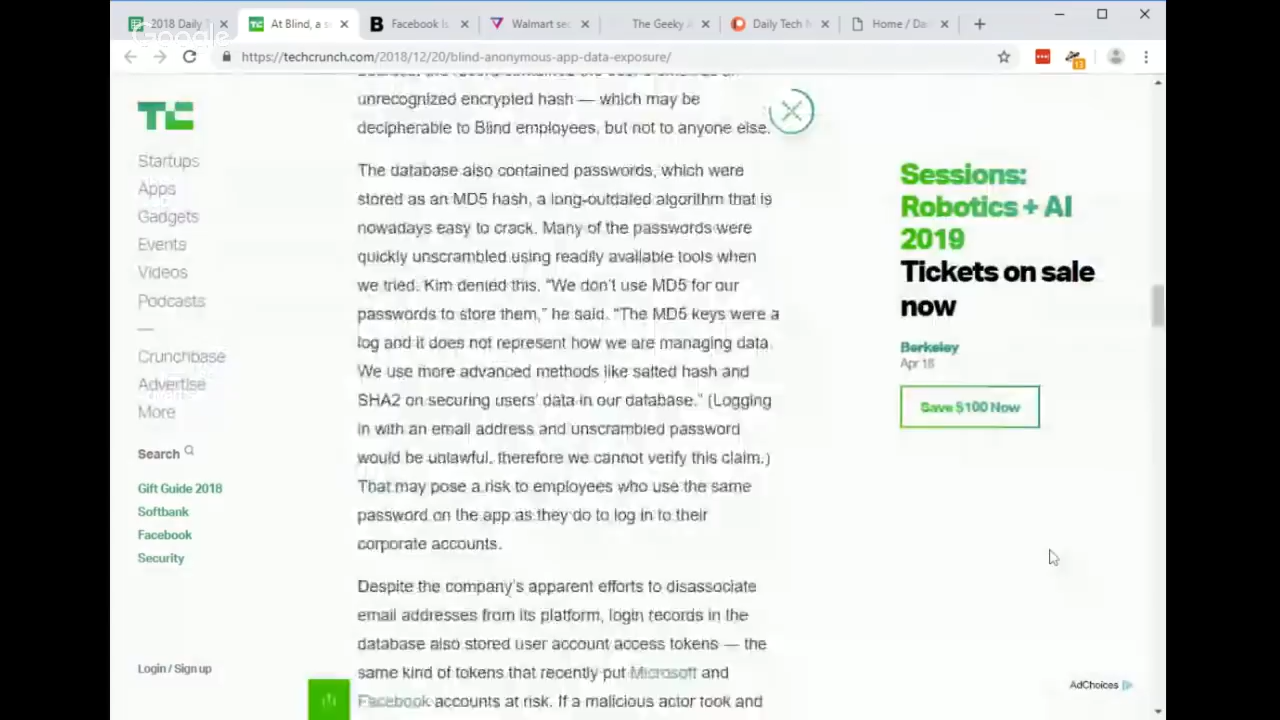 2018 Daily
At Blind, a s
Facebook Is
Walmart sec
The Geeky
Daily Tech N
Home / Da
Google
https://techcrunch.com/2018/12/20/blind-anonymous-app-data-exposure/
13
TC
Startups
Apps
Gadgets
Events
Videos
Podcasts
Crunchbase
Advertise
More
Search
Gift Guide 2018
Softbank
Facebook
Security
Login / Sign up
unrecognized encrypted hash — which may be
decipherable to Blind employees, but not to anyone else.
The database also contained passwords, which were
stored as an MD5 hash, a long-outdated algorithm that is
nowadays easy to crack. Many of the passwords were
quickly unscrambled using readily available tools when
we tried. Kim denied this. “We don’t use MD5 for our
passwords to store them,” he said. “The MD5 keys were a
log and it does not represent how we are managing data.
We use more advanced methods like salted hash and
SHA2 on securing users’ data in our database.” (Logging
in with an email address and unscrambled password
would be unlawful, therefore we cannot verify this claim.)
That may pose a risk to employees who use the same
password on the app as they do to log in to their
corporate accounts.
Despite the company’s apparent efforts to disassociate
email addresses from its platform, login records in the
database also stored user account access tokens — the
same kind of tokens that recently put Microsoft and
Facebook accounts at risk. If a malicious actor took and
Sessions:
Robotics + AI
2019
Tickets on sale
now
Berkeley
Apr 18
Save $100 Now
AdChoices